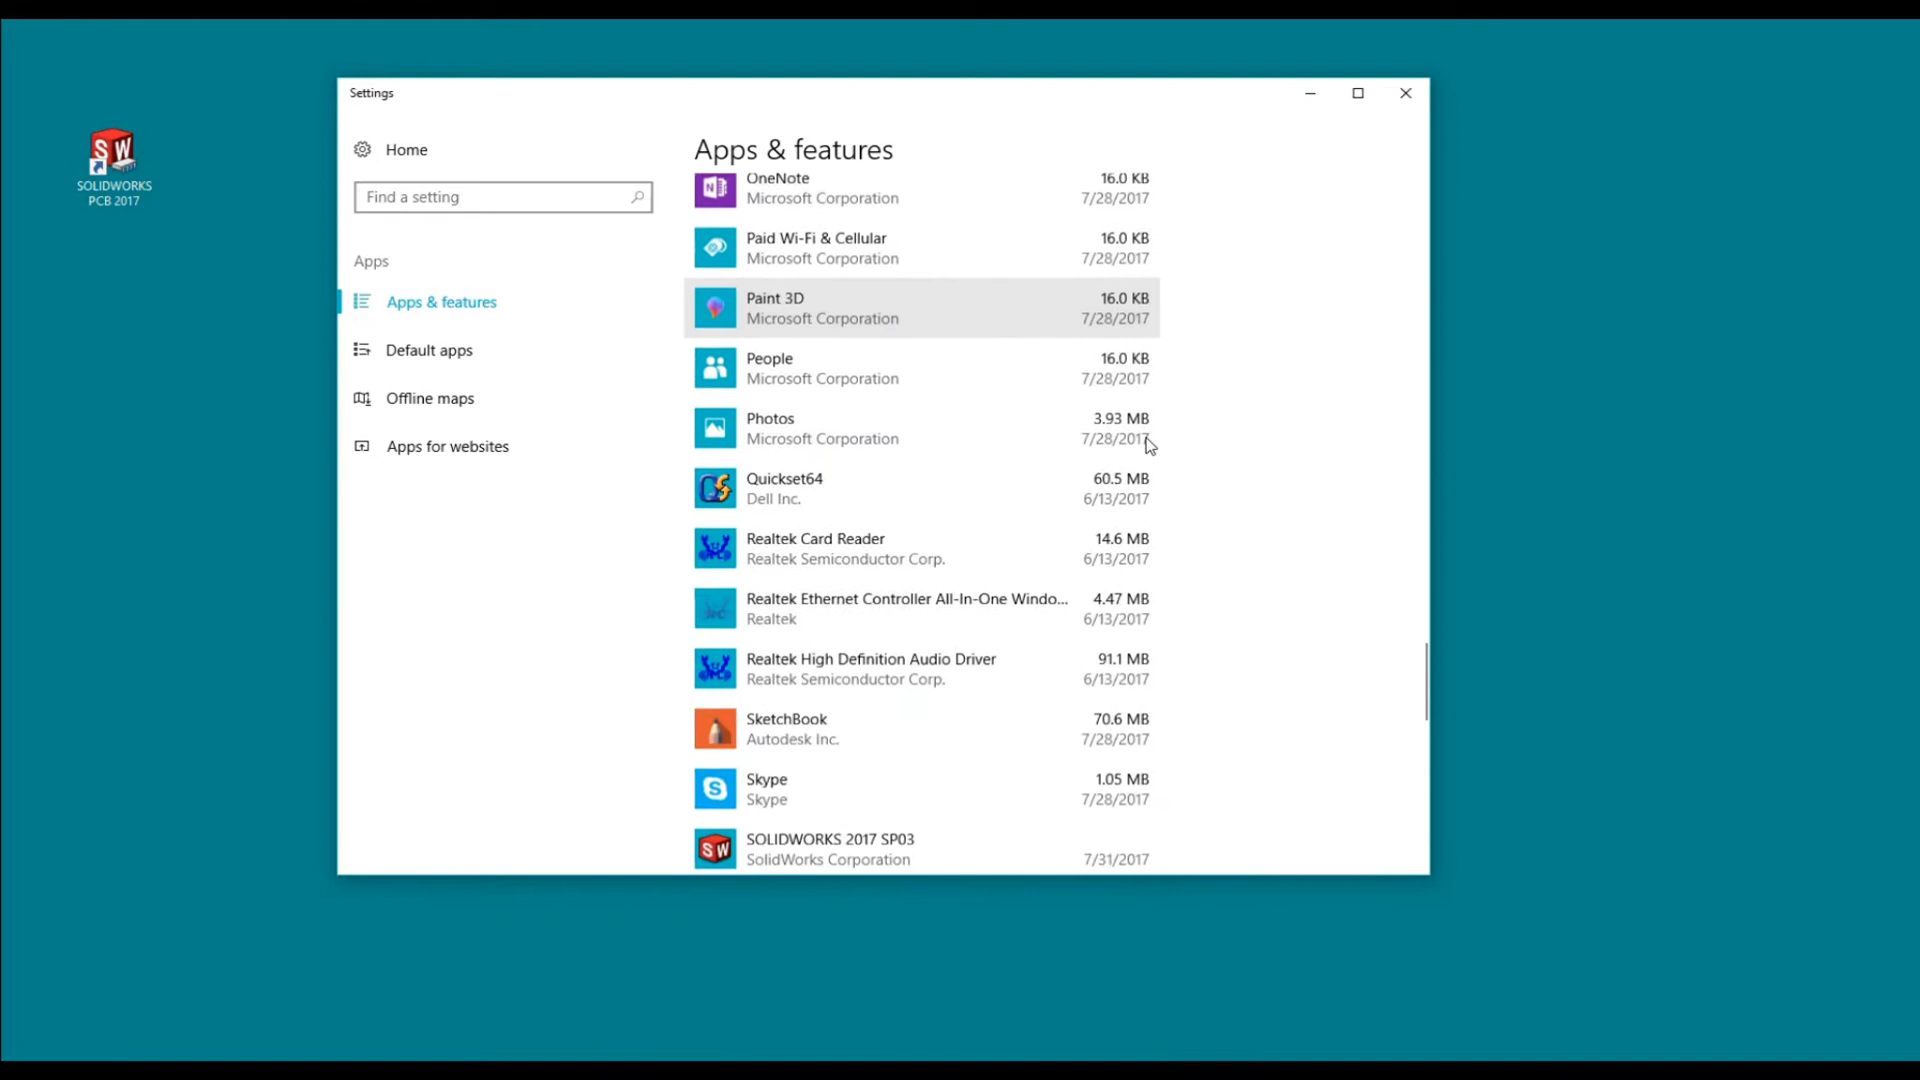 Settings
SOLIDWORKS
PCB 2017
Home
Find a setting
Apps
Apps & features
Default apps
Offline maps
Apps for websites
Apps & features
OneNote 16.0 KB
Microsoft Corporation 7/28/2017
Paid Wi-Fi & Cellular 16.0 KB
Microsoft Corporation 7/28/2017
Paint 3D 16.0 KB
Microsoft Corporation 7/28/2017
People 16.0 KB
Microsoft Corporation 7/28/2017
Photos 3.93 MB
Microsoft Corporation 7/28/2017
Quickset64 60.5 MB
Dell Inc. 6/13/2017
Realtek Card Reader 14.6 MB
Realtek Semiconductor Corp. 6/13/2017
Realtek Ethernet Controller All-In-One Windo... 4.47 MB
Realtek 6/13/2017
Realtek High Definition Audio Driver 91.1 MB
Realtek Semiconductor Corp. 6/13/2017
SketchBook 70.6 MB
Autodesk Inc. 7/28/2017
Skype 1.05 MB
Skype 7/28/2017
SOLIDWORKS 2017 SP03
SolidWorks Corporation 7/31/2017